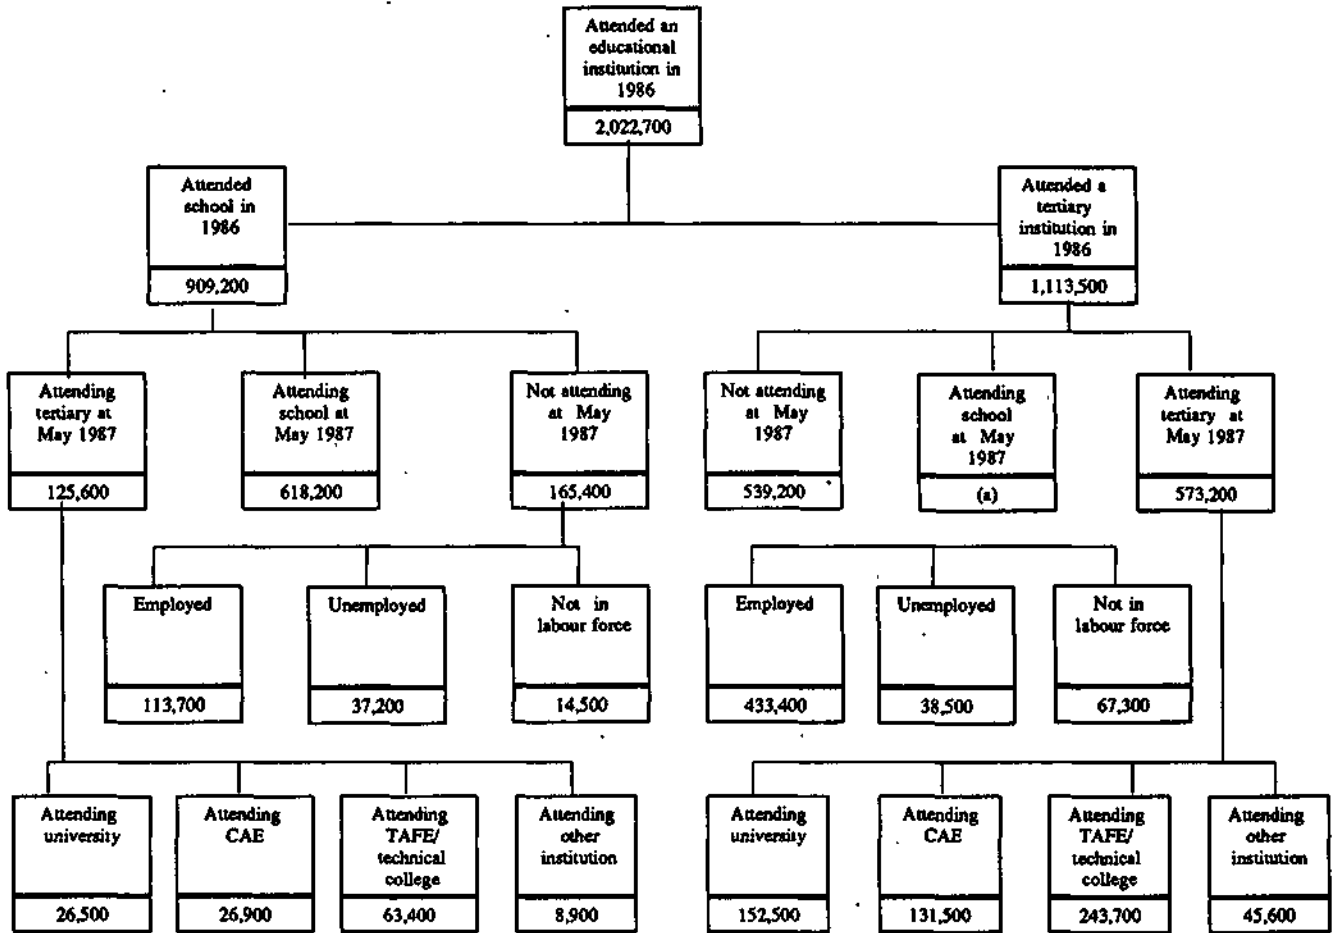 Attended an
educational
institution in
1986
2,022,700
Attended
school in
1986
909,200
Attended a
tertiary
institution in
1986
1,113,500
Attending
tertiary at
May 1987
125,600
Attending
school at
May 1987
618,200
Not attending
at May
1987
165,400
Not attending
at May
1987
539,200
Attending
school
at May
1987
(a)
Attending
tertiary at
May 1987
573,200
Employed
113,700
Unemployed
37,200
Not in
labour force
14,500
Employed
433,400
Unemployed
38,500
Not in
labour force
67,300
Attending
university
26,500
Attending
CAE
26,900
Attending
TAFE/
technical
college
63,400
Attending
other
institution
8,900
Attending
university
152,500
Attending
CAE
131,500
Attending
TAFE/
technical
college
243,700
Attending
other
institution
45,600